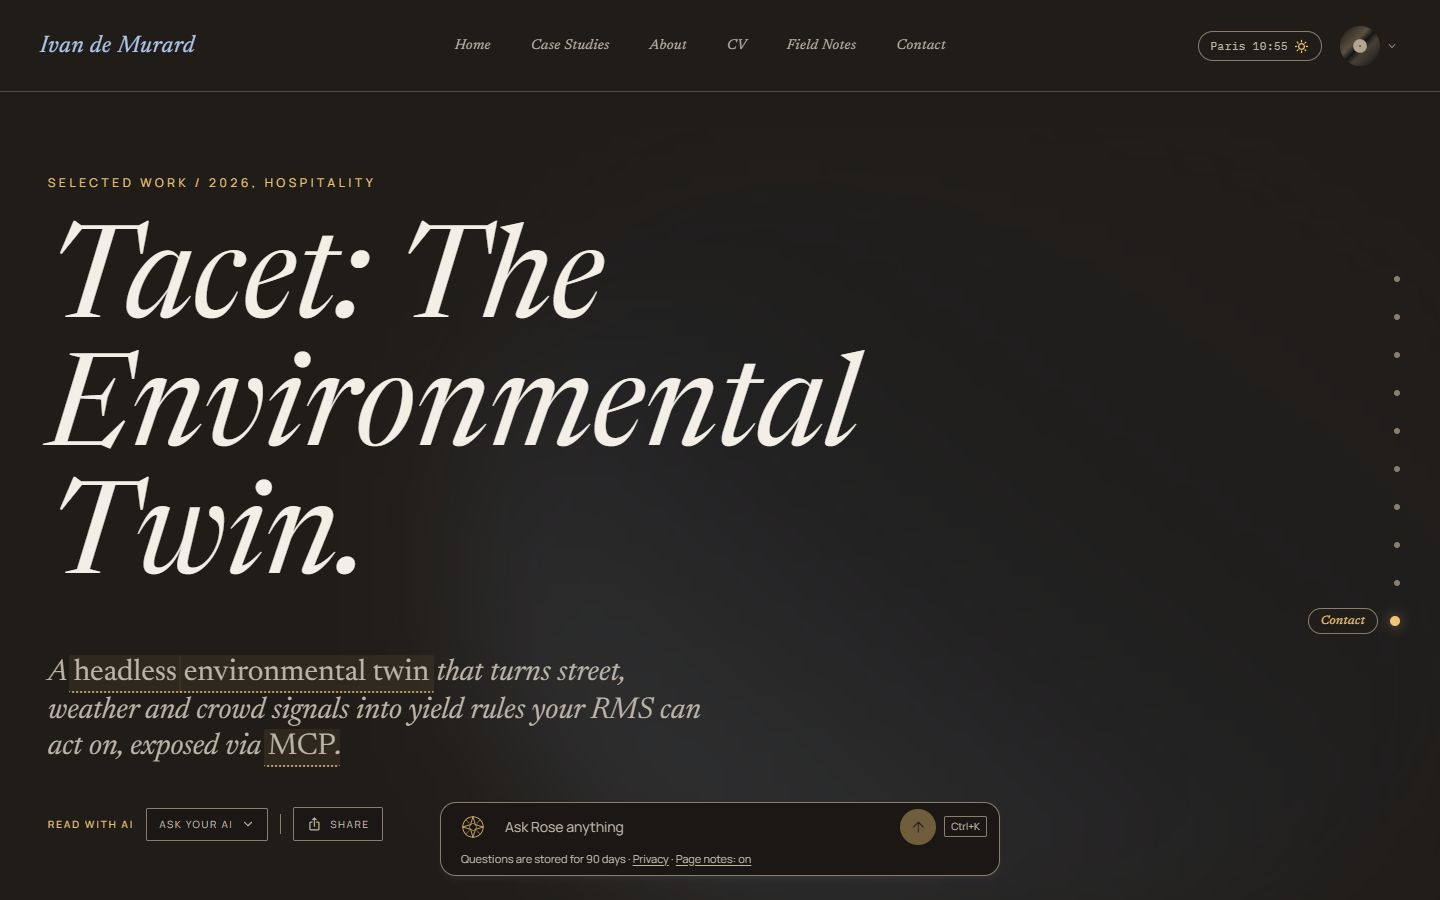 Ivan de Murard
Home
Case Studies
About
CV
Field Notes
Contact
Paris 10:55
SELECTED WORK / 2026, HOSPITALITY
Tacet: The
Environmental
Twin.
Contact
A headless environmental twin that turns street,
weather and crowd signals into yield rules your RMS can
act on, exposed via MCP.
READ WITH AI
ASK YOUR AI
SHARE
Ask Rose anything
Ctrl+K
Questions are stored for 90 days · Privacy · Page notes: on